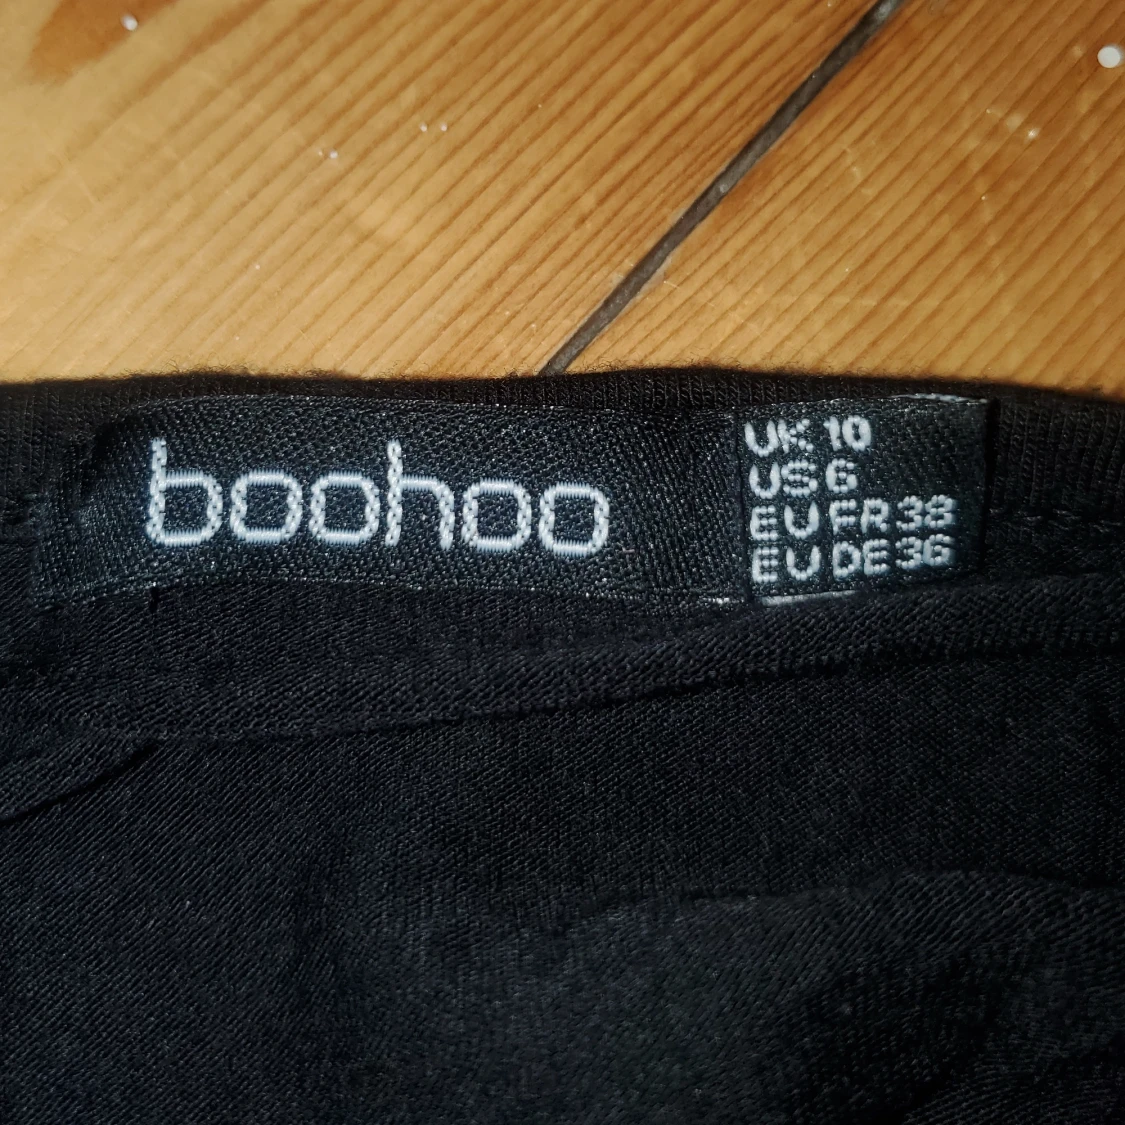 boohoo
UK 10
US 6
EU FR 38
EU DE 36